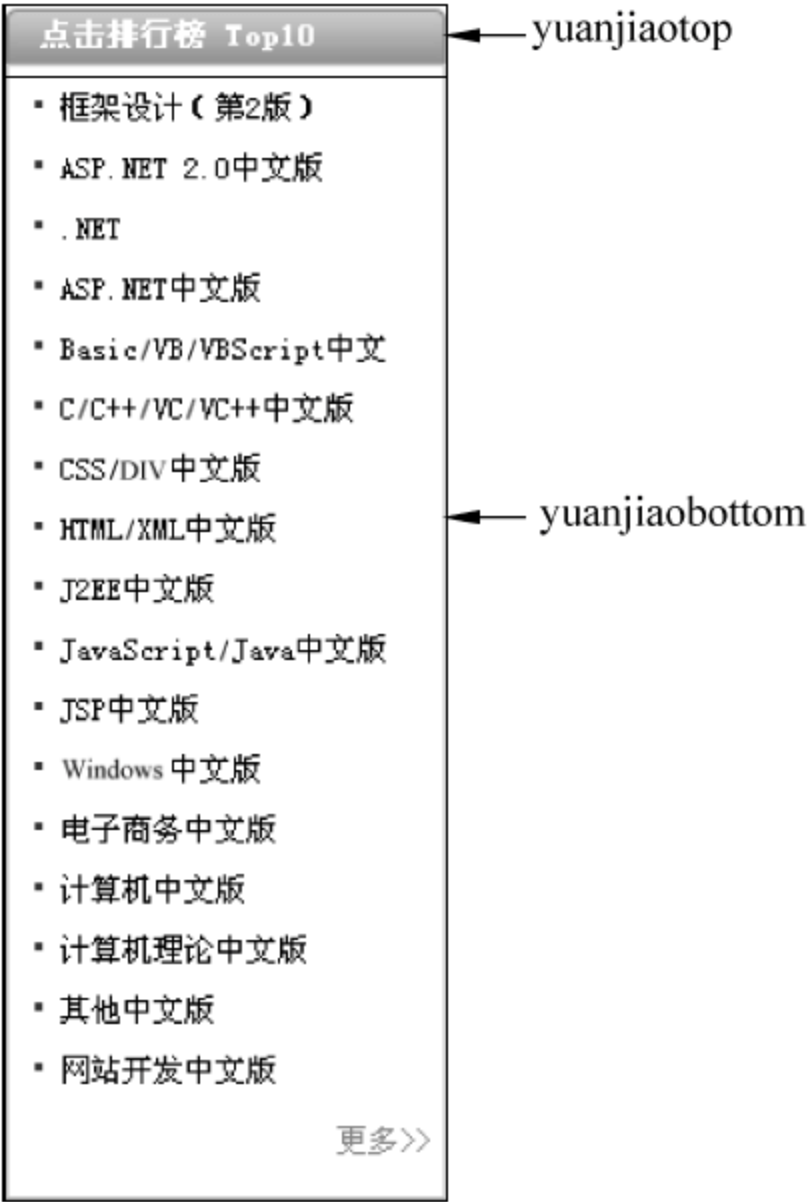 点击排行榜 Top10
yuanjiaotop
框架设计(第2版)
ASP.NET 2.0中文版
.NET
ASP.NET中文版
Basic/VB/VBScript中文
C/C++/VC/VC++中文版
CSS/DIV中文版
yuanjiaobottom
HTML/XML中文版
J2EE中文版
JavaScript/Java中文版
JSP中文版
Windows 中文版
电子商务中文版
计算机中文版
计算机理论中文版
其他中文版
网站开发中文版
更多>>